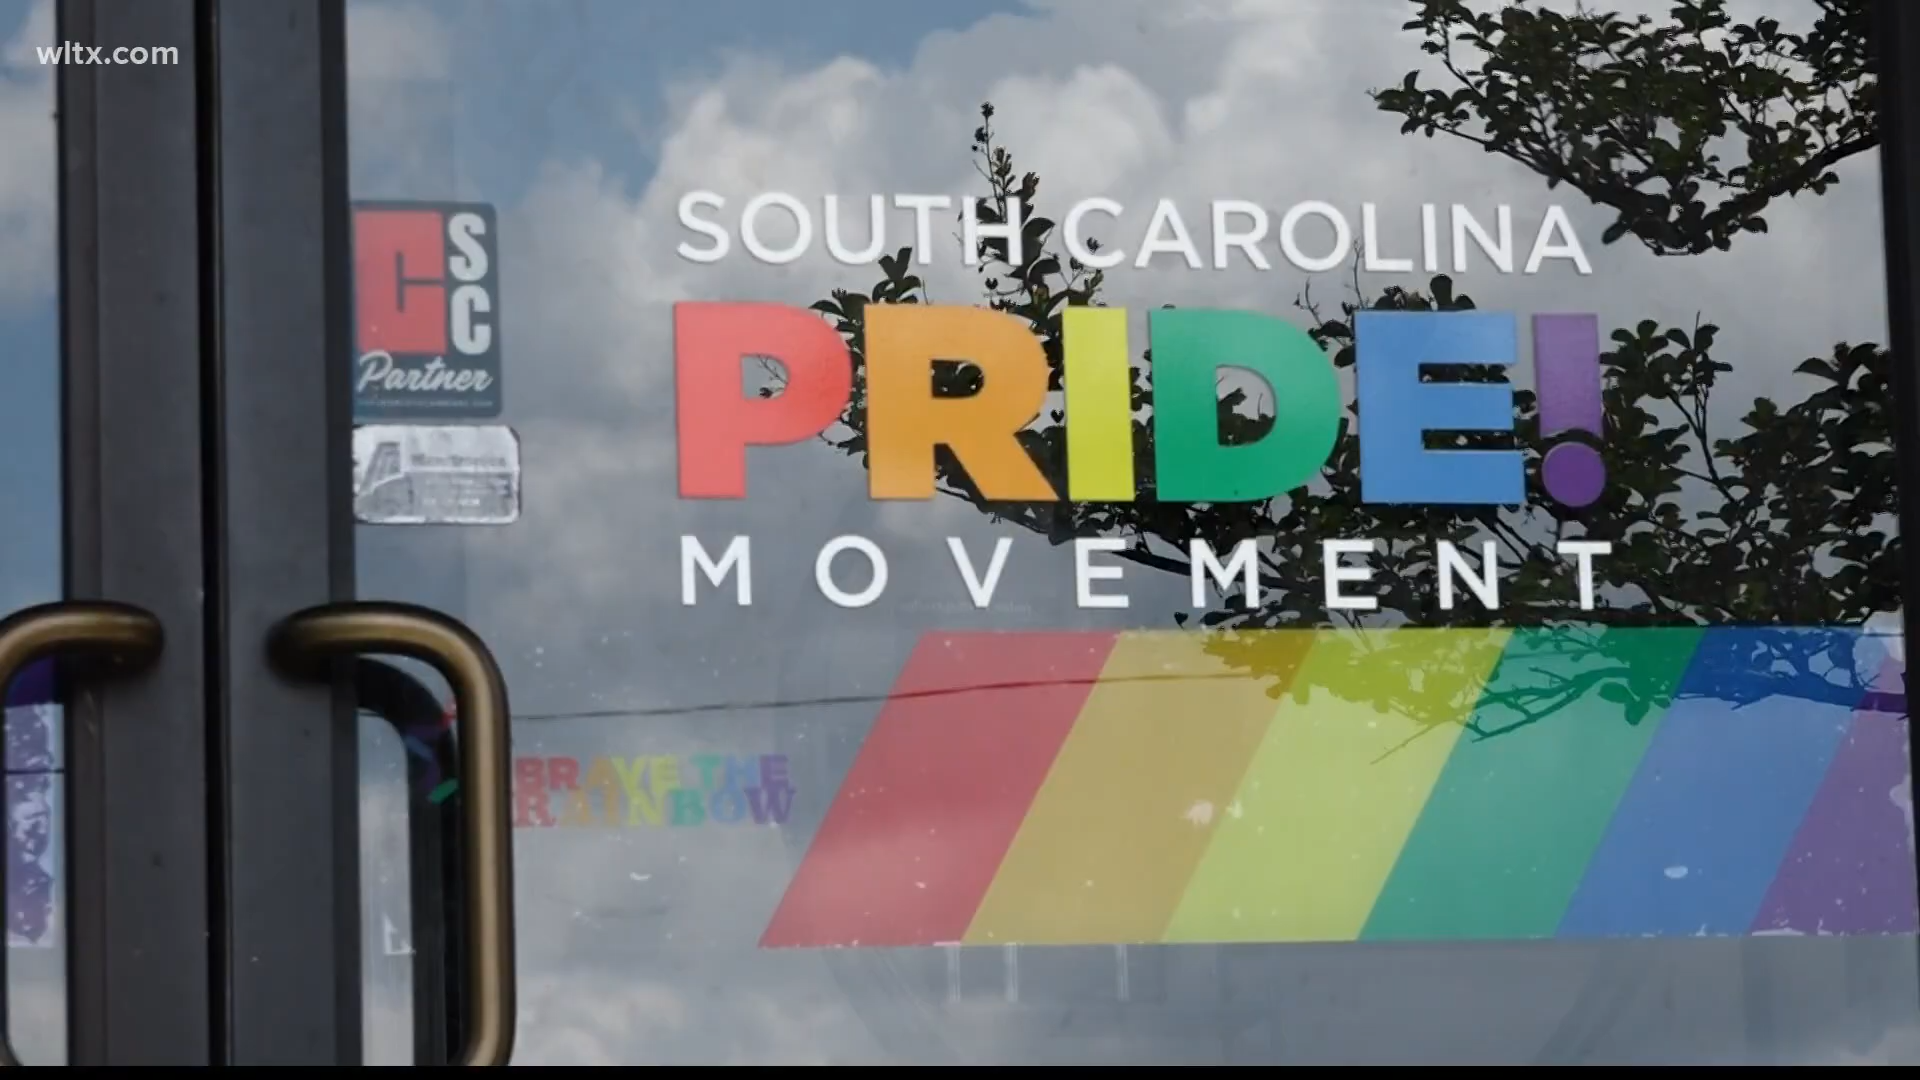 wltx.com
SC
Partner
SOUTH CAROLINA
PRIDE!
MOVEMENT
BRAVE THE
RAINBOW